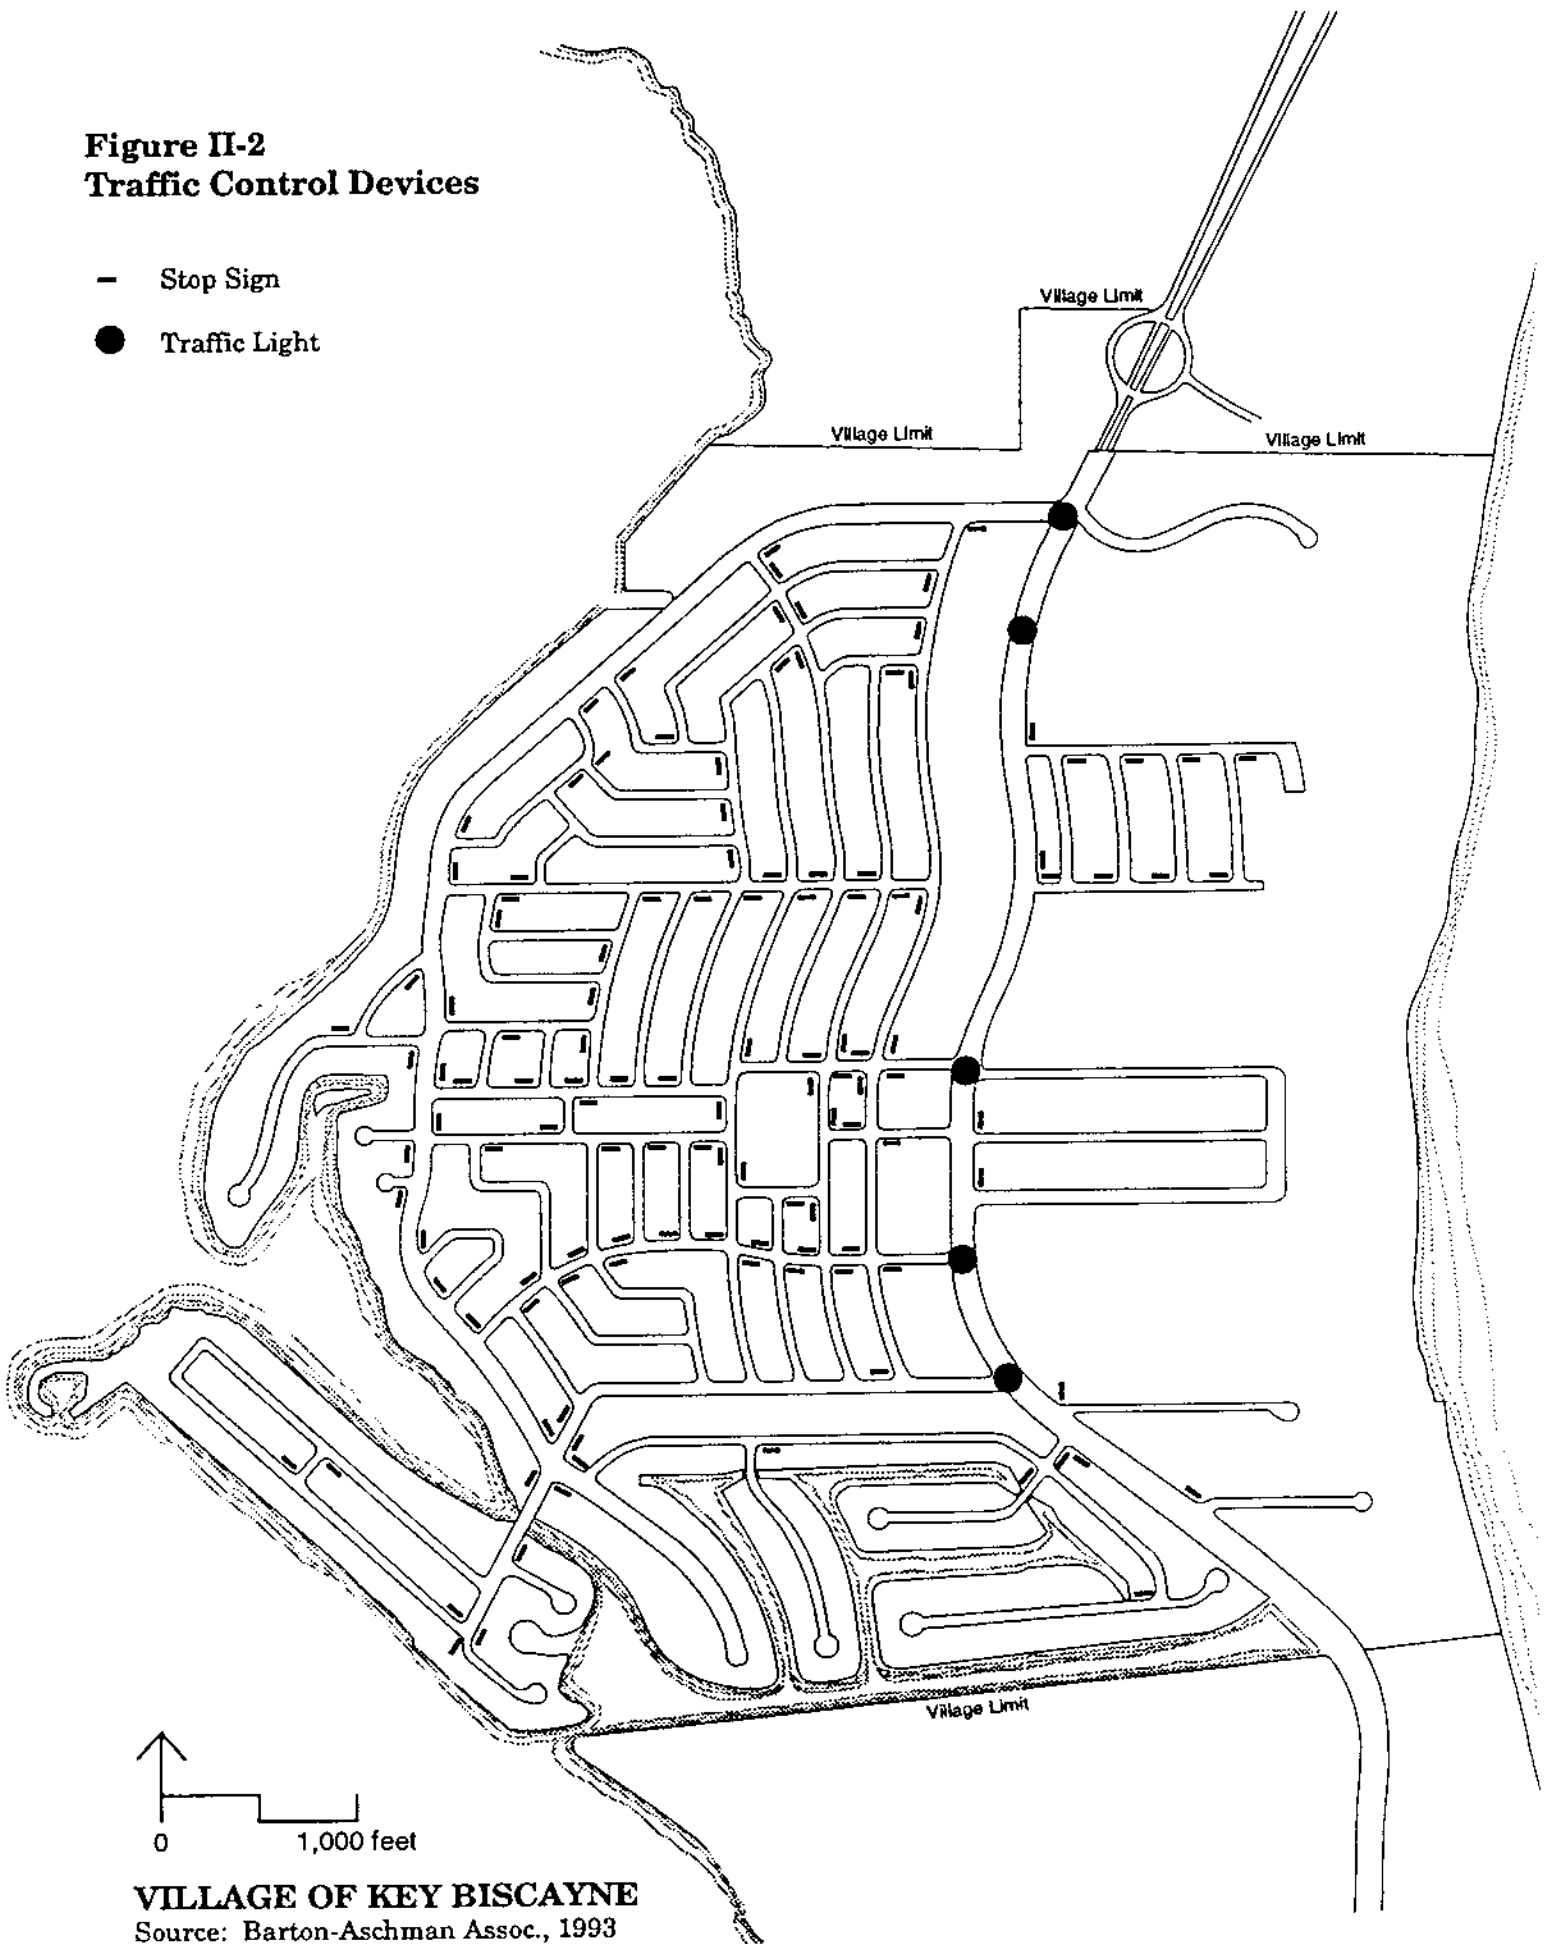 Figure II-2
Traffic Control Devices
Stop Sign
Traffic Light
Village Limit
Village Limit
Village Limit
Village Limit
0
1,000 feet
VILLAGE OF KEY BISCAYNE
Source: Barton-Aschman Assoc., 1993